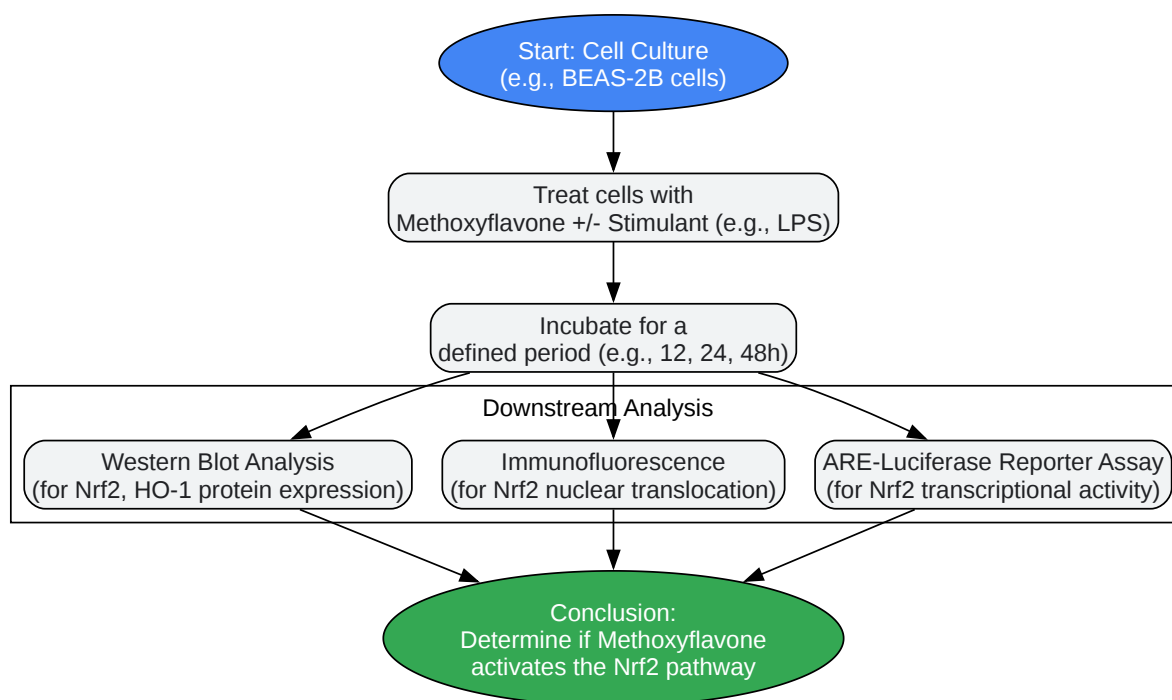 Start: Cell Culture
(e.g., BEAS-2B cells)
Treat cells with
Methoxyflavone +/- Stimulant (e.g., LPS)
Incubate for a
defined period (e.g., 12, 24, 48h)
Downstream Analysis
Western Blot Analysis
(for Nrf2, HO-1 protein expression)
Immunofluorescence
(for Nrf2 nuclear translocation)
ARE-Luciferase Reporter Assay
(for Nrf2 transcriptional activity)
Conclusion:
Determine if Methoxyflavone
activates the Nrf2 pathway